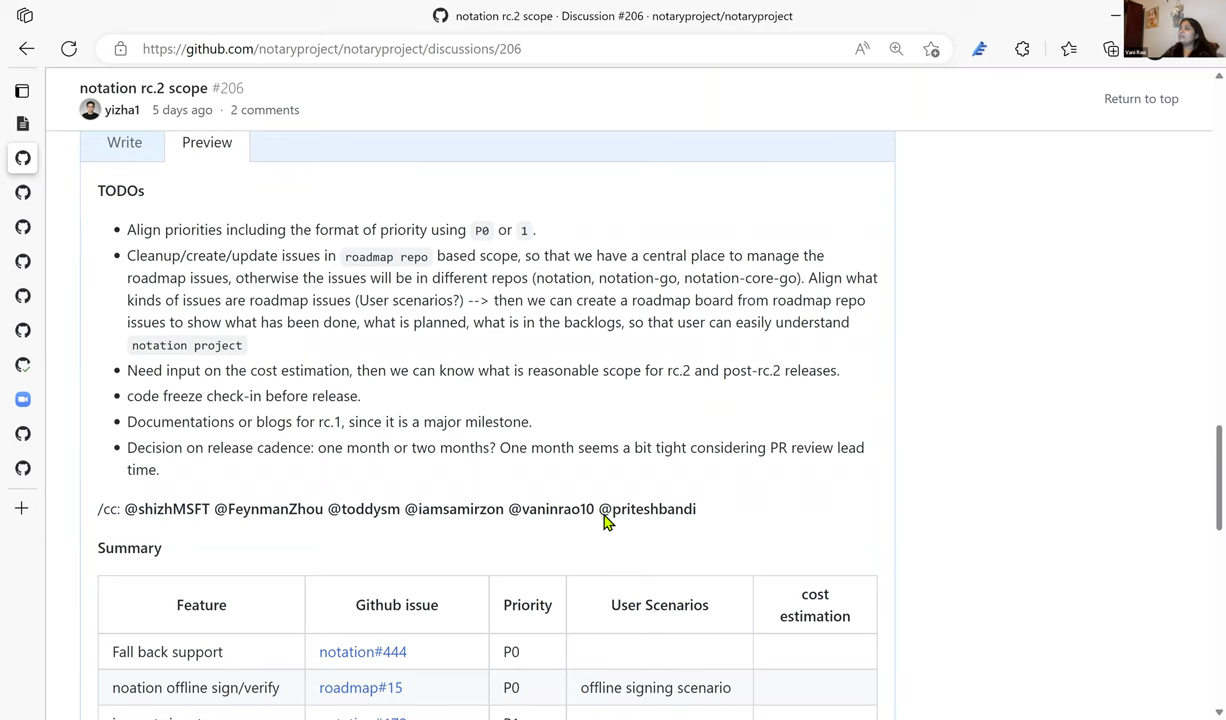 notation rc.2 scope · Discussion #206 · notaryproject/notaryproject
https://github.com/notaryproject/notaryproject/discussions/206
Vani Rao
notation rc.2 scope #206
yizha1 5 days ago · 2 comments
Return to top
Write Preview
TODOs
• Align priorities including the format of priority using P0 or 1 .
• Cleanup/create/update issues in roadmap repo based scope, so that we have a central place to manage the
roadmap issues, otherwise the issues will be in different repos (notation, notation-go, notation-core-go). Align what
kinds of issues are roadmap issues (User scenarios?) --> then we can create a roadmap board from roadmap repo
issues to show what has been done, what is planned, what is in the backlogs, so that user can easily understand
notation project
• Need input on the cost estimation, then we can know what is reasonable scope for rc.2 and post-rc.2 releases.
• code freeze check-in before release.
• Documentations or blogs for rc.1, since it is a major milestone.
• Decision on release cadence: one month or two months? One month seems a bit tight considering PR review lead
time.
/cc: @shizhMSFT @FeynmanZhou @toddysm @iamsamirzon @vaninrao10 @priteshbandi
Summary
Feature Github issue Priority User Scenarios cost estimation
Fall back support notation#444 P0
noation offline sign/verify roadmap#15 P0 offline signing scenario